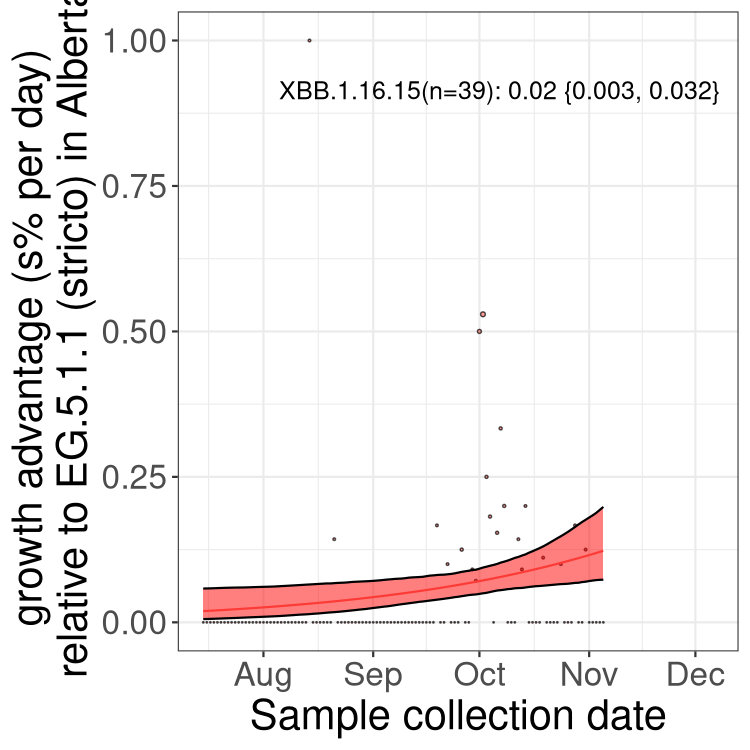 growth advantage (s% per day)
relative to EG.5.1.1 (stricto) in Alberta
1.00
0.75
0.50
0.25
0.00
XBB.1.16.15(n=39): 0.02 {0.003, 0.032}
Aug Sep Oct Nov Dec
Sample collection date